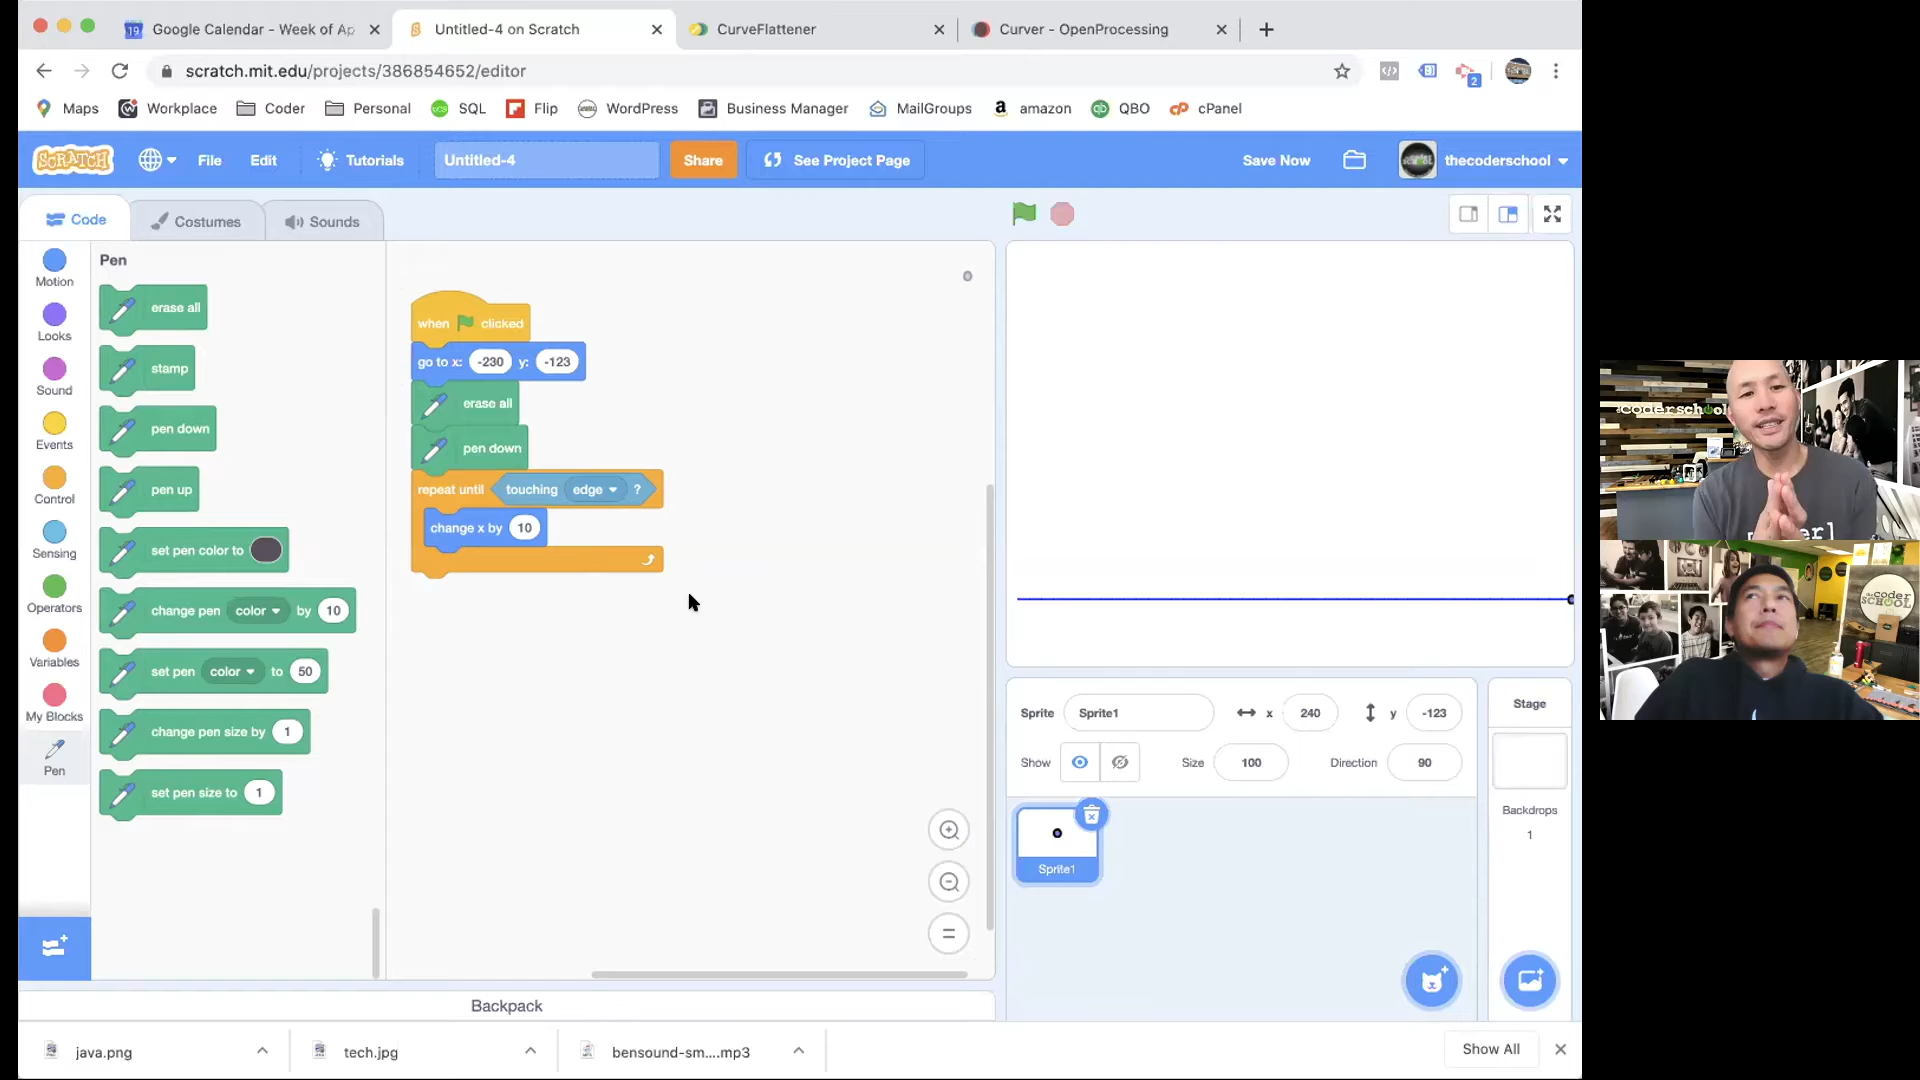 Google Calendar - Week of Ap
Untitled-4 on Scratch
CurveFlattener
Curver - OpenProcessing
scratch.mit.edu/projects/386854652/editor
2
Maps
Workplace
Coder
Personal
SQL
Flip
WordPress
Business Manager
MailGroups
amazon
QBO
cPanel
SCRATCH
File
Edit
Tutorials
Untitled-4
Share
See Project Page
Save Now
thecoderschool
Code
Costumes
Sounds
Motion
Looks
Sound
Events
Control
Sensing
Operators
Variables
My Blocks
Pen
Pen
erase all
stamp
pen down
pen up
set pen color to
change pen color by 10
set pen color to 50
change pen size by 1
set pen size to 1
when clicked
go to x: -230 y: -123
erase all
pen down
repeat until touching edge ?
change x by 10
Sprite Sprite1 x 240 y -123
Show Size 100 Direction 90
Sprite1
Stage
Backdrops
1
Backpack
java.png
tech.jpg
bensound-sm....mp3
Show All
coderschool
the
coder
SCHOOL